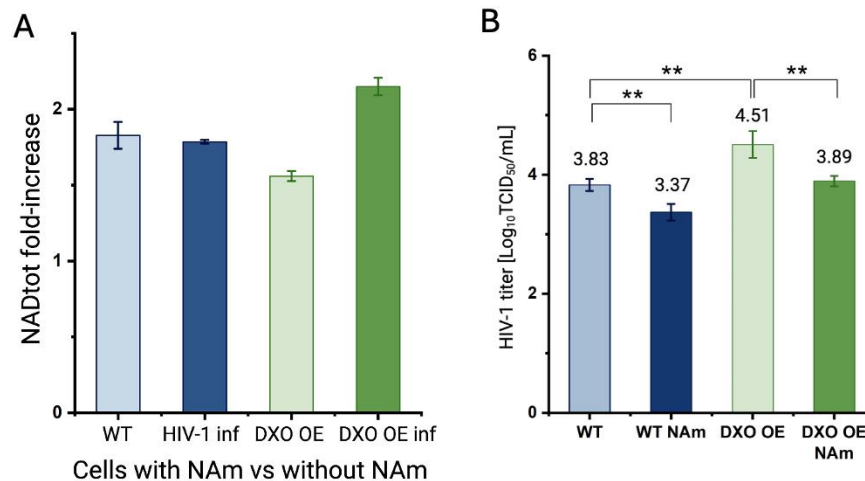 A
NADtot fold-increase
2
1
0
WT
HIV-1 inf
DXO OE
DXO OE inf
Cells with NAm vs without NAm
B
HIV-1 titer [Log₁₀TCID₅₀/mL]
6
4
2
0
**
**
**
3.83
3.37
4.51
3.89
WT
WT NAm
DXO OE
DXO OE
NAm